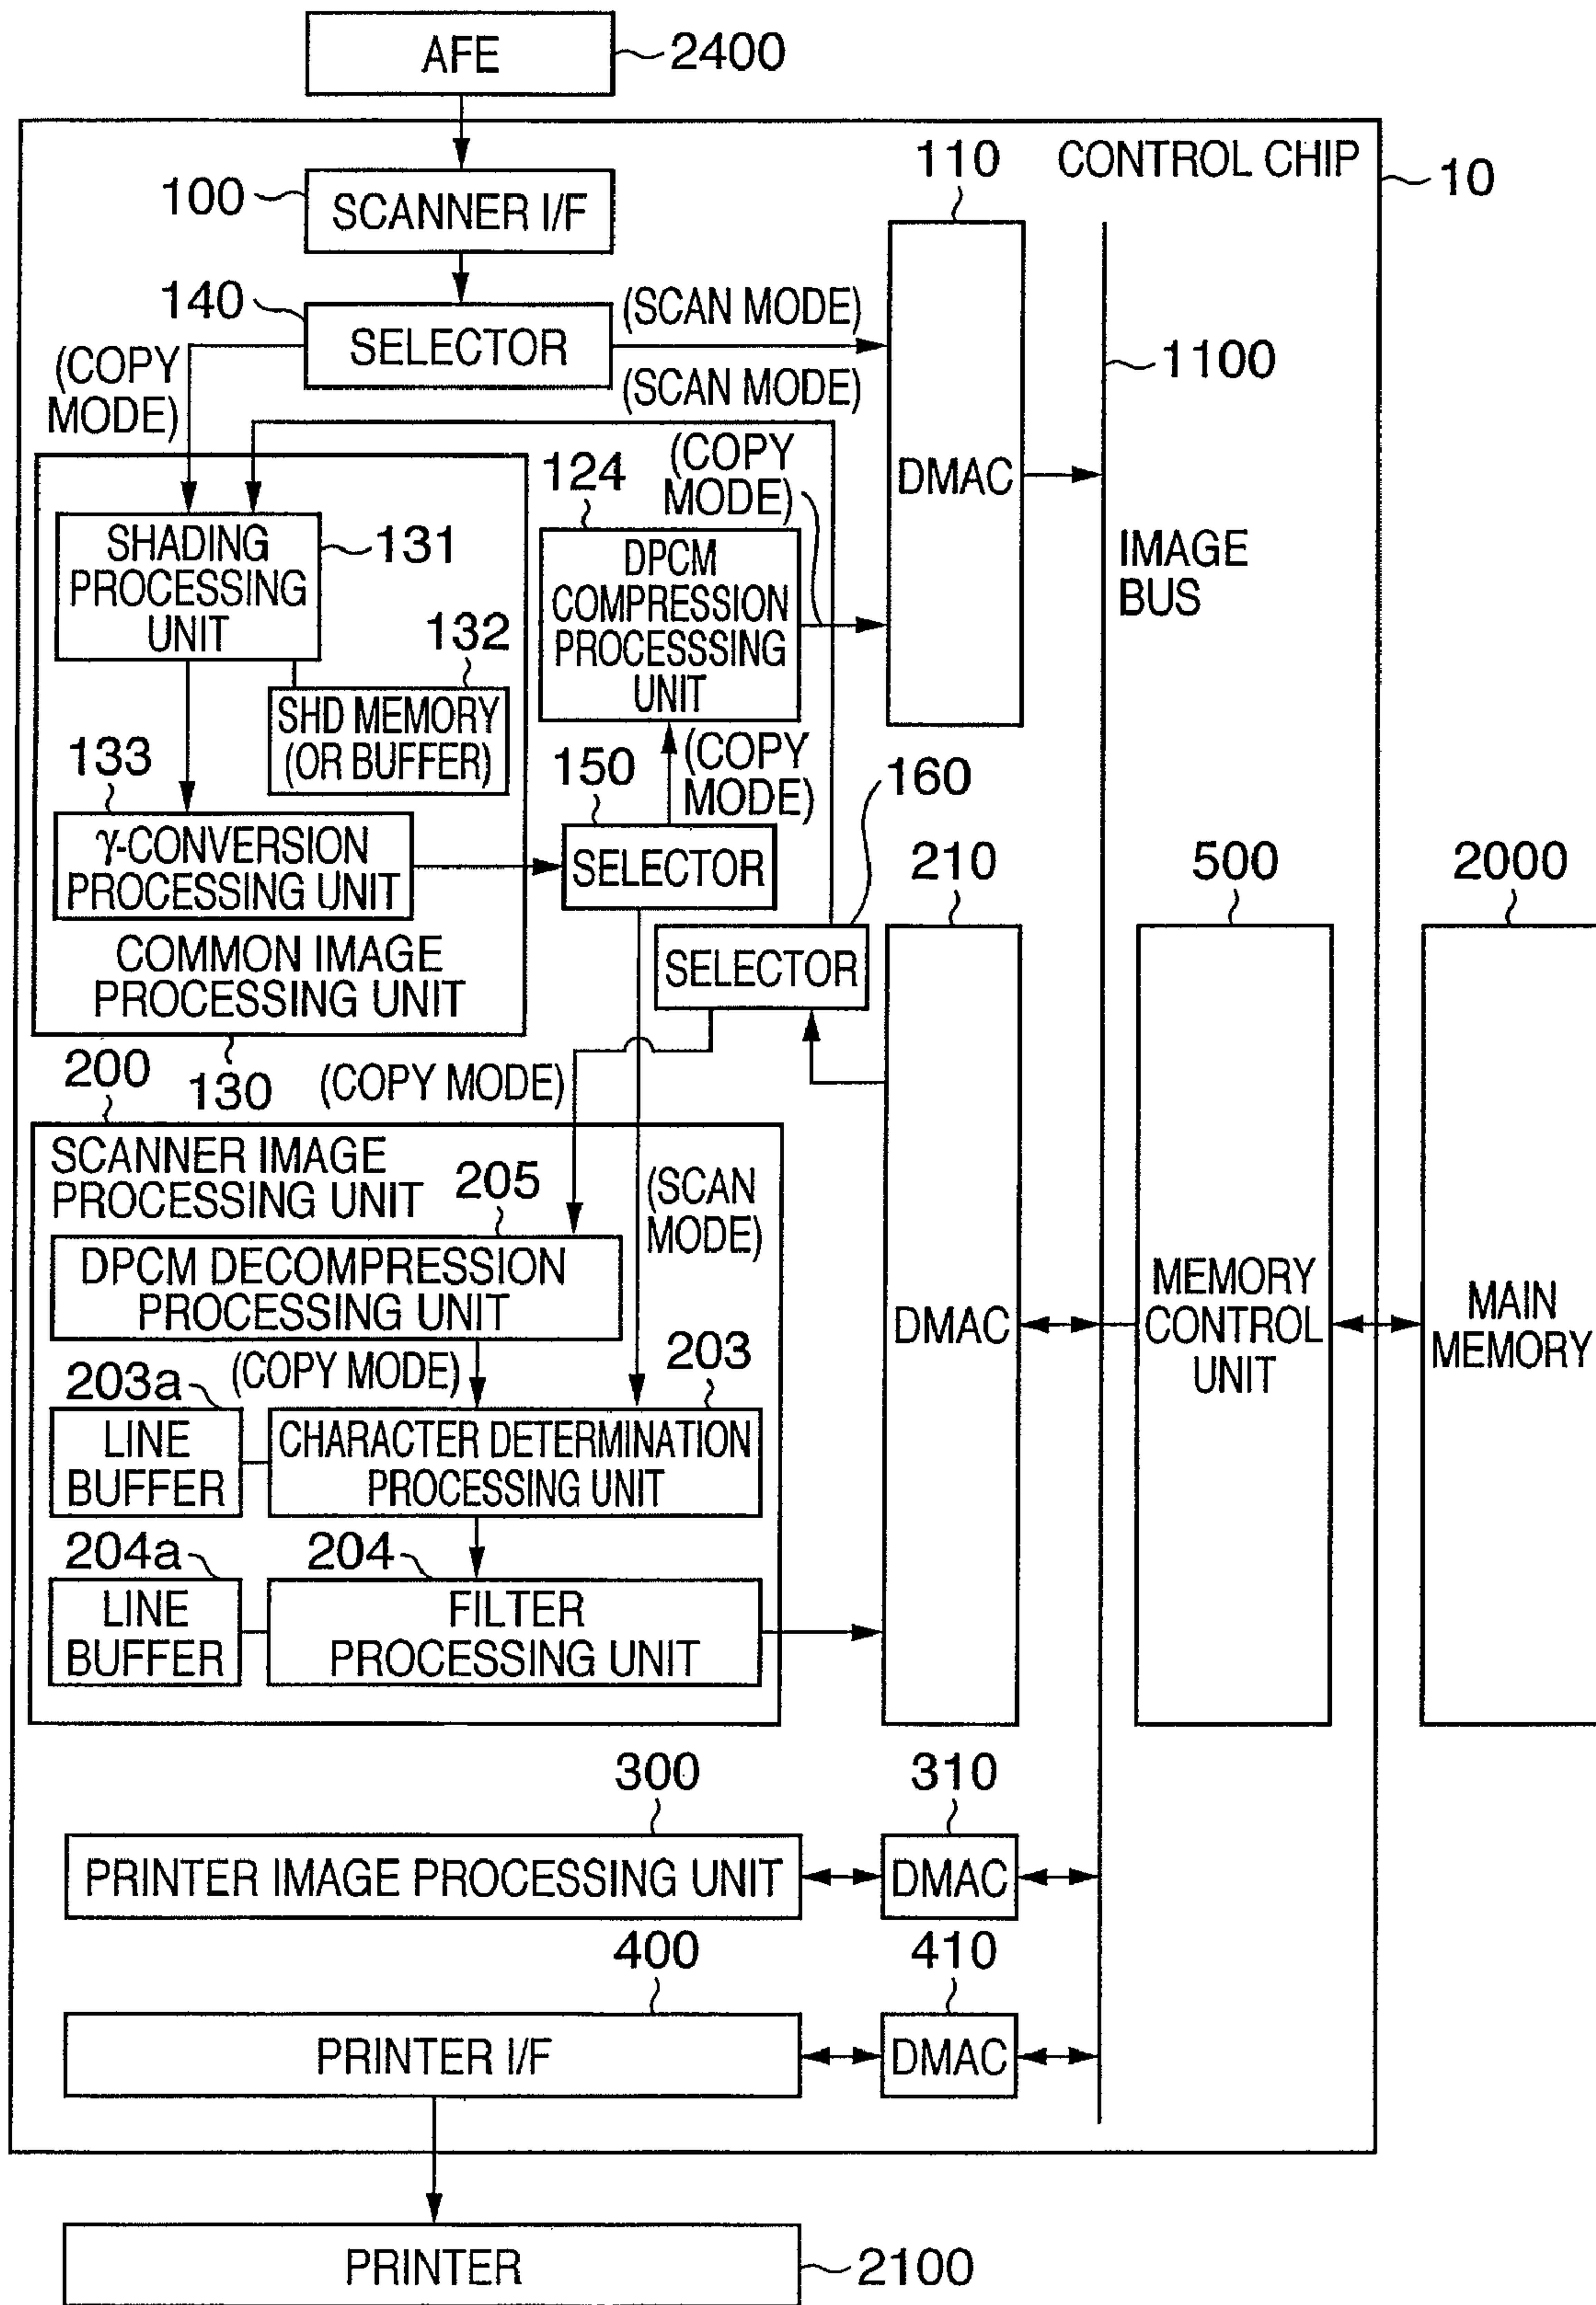 AFE
2400
CONTROL CHIP
10
100
SCANNER I/F
110
140
SELECTOR
(SCAN MODE)
(SCAN MODE)
(COPY
MODE)
1100
DMAC
IMAGE
BUS
124
(COPY
MODE)
SHADING
PROCESSING
UNIT
131
DPCM
COMPRESSION
PROCESSSING
UNIT
132
SHD MEMORY
(OR BUFFER)
133
γ-CONVERSION
PROCESSING UNIT
COMMON IMAGE
PROCESSING UNIT
130
150
SELECTOR
(COPY
MODE)
160
SELECTOR
210
500
2000
200
(COPY MODE)
SCANNER IMAGE
PROCESSING UNIT
205
(SCAN
MODE)
DPCM DECOMPRESSION
PROCESSING UNIT
DMAC
MEMORY
CONTROL
UNIT
MAIN
MEMORY
203a
(COPY MODE)
203
LINE
BUFFER
CHARACTER DETERMINATION
PROCESSING UNIT
204a
204
LINE
BUFFER
FILTER
PROCESSING UNIT
300
310
PRINTER IMAGE PROCESSING UNIT
DMAC
400
410
PRINTER I/F
DMAC
PRINTER
2100